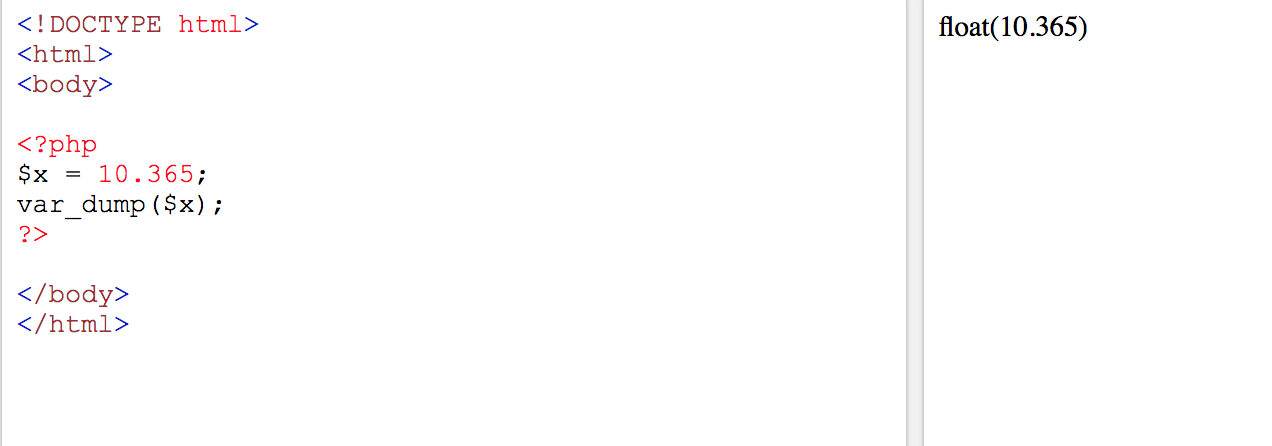 <!DOCTYPE html>
<html>
<body>
<?php
$x = 10.365;
var_dump($x);
?>
</body>
</html>
float(10.365)